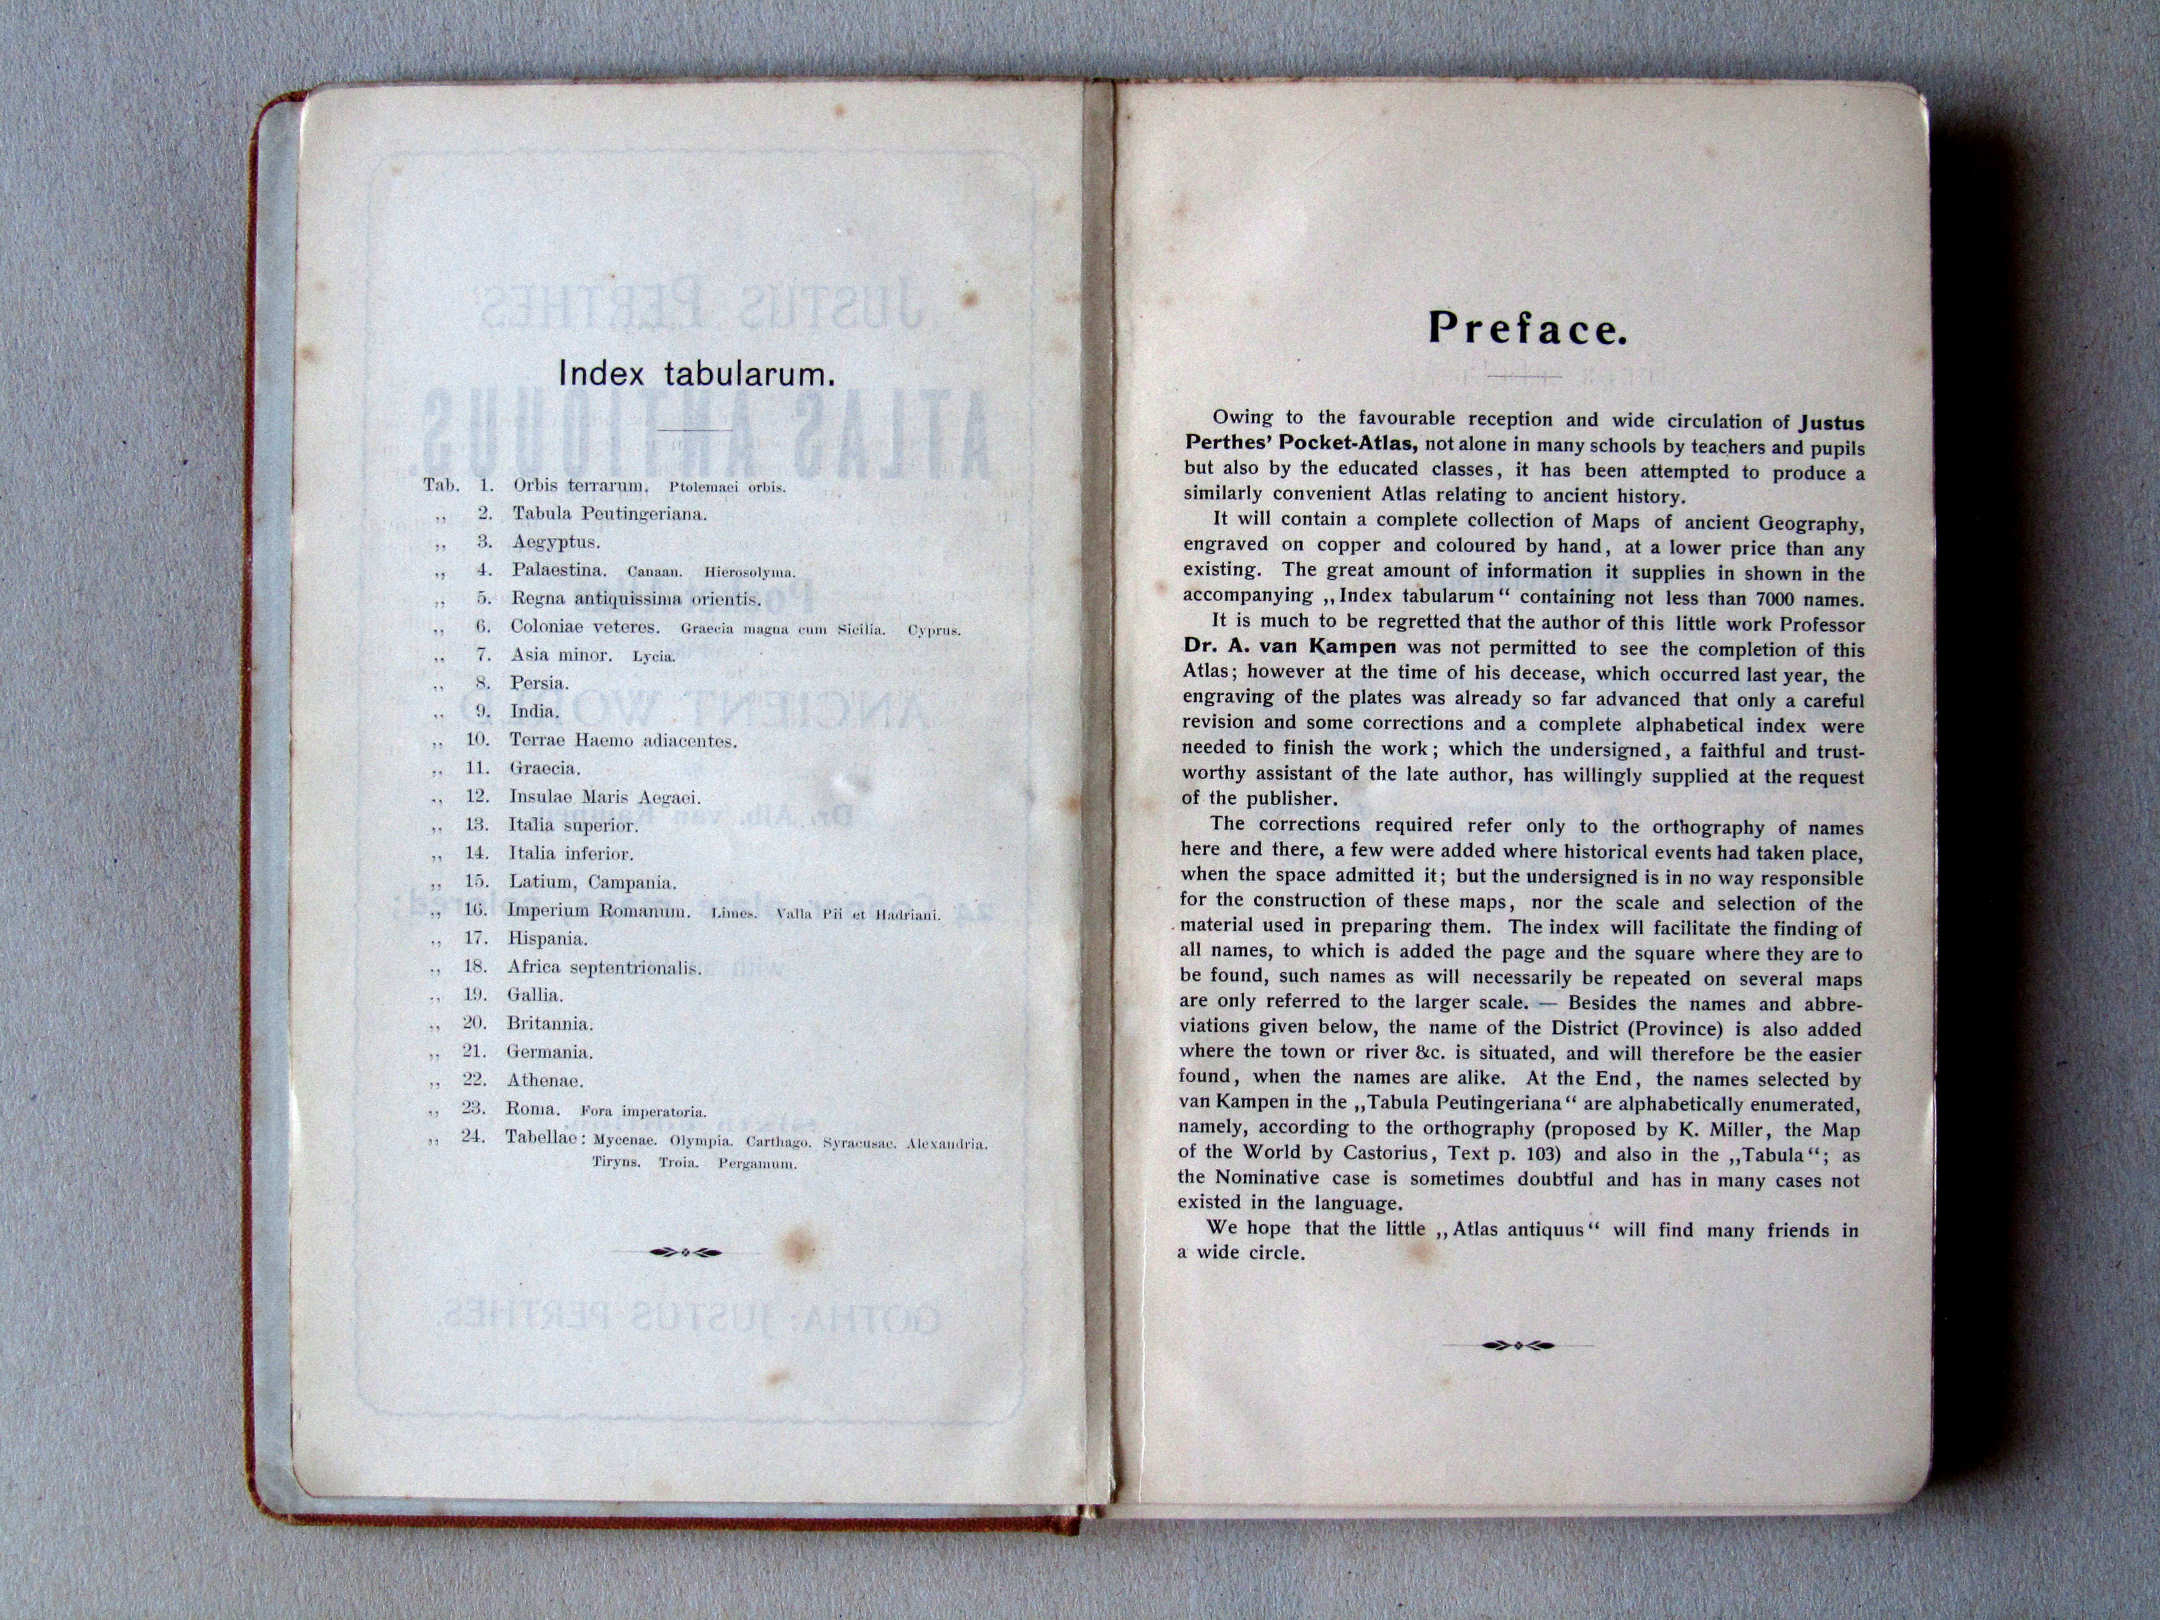 Index tabularum.
Tab. 1. Orbis terrarum. Ptolemaei orbis.
„ 2. Tabula Peutingeriana.
„ 3. Aegyptus.
„ 4. Palaestina. Canaan. Hierosolyma.
„ 5. Regna antiquissima orientis.
„ 6. Coloniae veteres. Graecia magna cum Sicilia. Cyprus.
„ 7. Asia minor. Lycia.
„ 8. Persia.
„ 9. India.
„ 10. Terrae Haemo adiacentes.
„ 11. Graecia.
„ 12. Insulae Maris Aegaei.
„ 13. Italia superior.
„ 14. Italia inferior.
„ 15. Latium, Campania.
„ 16. Imperium Romanum. Limes. Valla Pii et Hadriani.
„ 17. Hispania.
„ 18. Africa septentrionalis.
„ 19. Gallia.
„ 20. Britannia.
„ 21. Germania.
„ 22. Athenae.
„ 23. Roma. Fora imperatoria.
„ 24. Tabellae: Mycenae. Olympia. Carthago. Syracusae. Alexandria.
Tiryns. Troia. Pergamum.
Preface.
Owing to the favourable reception and wide circulation of Justus
Perthes' Pocket-Atlas, not alone in many schools by teachers and pupils
but also by the educated classes, it has been attempted to produce a
similarly convenient Atlas relating to ancient history.
It will contain a complete collection of Maps of ancient Geography,
engraved on copper and coloured by hand, at a lower price than any
existing. The great amount of information it supplies in shown in the
accompanying „Index tabularum“ containing not less than 7000 names.
It is much to be regretted that the author of this little work Professor
Dr. A. van Kampen was not permitted to see the completion of this
Atlas; however at the time of his decease, which occurred last year, the
engraving of the plates was already so far advanced that only a careful
revision and some corrections and a complete alphabetical index were
needed to finish the work; which the undersigned, a faithful and trust-
worthy assistant of the late author, has willingly supplied at the request
of the publisher.
The corrections required refer only to the orthography of names
here and there, a few were added where historical events had taken place,
when the space admitted it; but the undersigned is in no way responsible
for the construction of these maps, nor the scale and selection of the
material used in preparing them. The index will facilitate the finding of
all names, to which is added the page and the square where they are to
be found, such names as will necessarily be repeated on several maps
are only referred to the larger scale. — Besides the names and abbre-
viations given below, the name of the District (Province) is also added
where the town or river &c. is situated, and will therefore be the easier
found, when the names are alike. At the End, the names selected by
van Kampen in the „Tabula Peutingeriana“ are alphabetically enumerated,
namely, according to the orthography (proposed by K. Miller, the Map
of the World by Castorius, Text p. 103) and also in the „Tabula“; as
the Nominative case is sometimes doubtful and has in many cases not
existed in the language.
We hope that the little „Atlas antiquus“ will find many friends in
a wide circle.